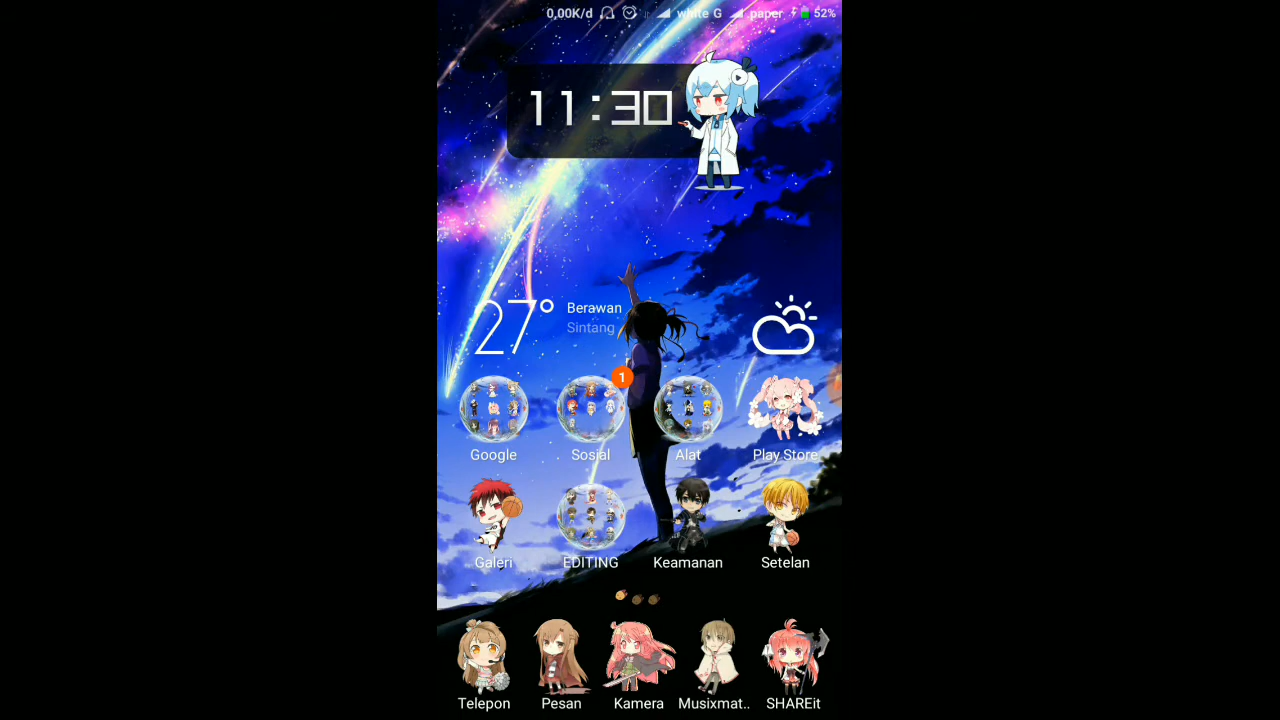 0,00K/d white G paper 52%
11:30
27° Berawan
Sintang
1
Google Sosial Alat Play Store
Galeri EDITING Keamanan Setelan
Telepon Pesan Kamera Musixmat.. SHAREit